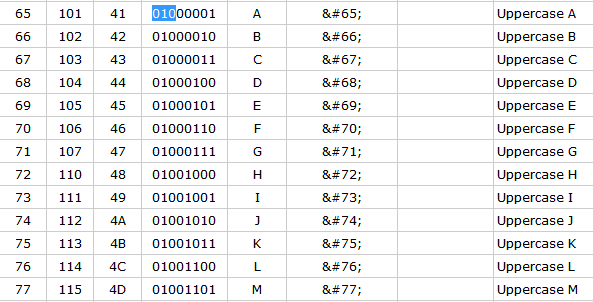 65 101 41 01000001 A &#65; Uppercase A
66 102 42 01000010 B &#66; Uppercase B
67 103 43 01000011 C &#67; Uppercase C
68 104 44 01000100 D &#68; Uppercase D
69 105 45 01000101 E &#69; Uppercase E
70 106 46 01000110 F &#70; Uppercase F
71 107 47 01000111 G &#71; Uppercase G
72 110 48 01001000 H &#72; Uppercase H
73 111 49 01001001 I &#73; Uppercase I
74 112 4A 01001010 J &#74; Uppercase J
75 113 4B 01001011 K &#75; Uppercase K
76 114 4C 01001100 L &#76; Uppercase L
77 115 4D 01001101 M &#77; Uppercase M